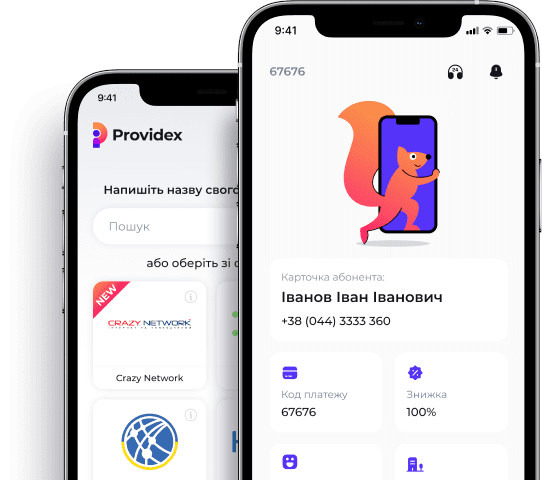 9:41
Providex
Напишіть назву свого
Пошук
або оберіть зі
NEW
CRAZY NETWORK
Crazy Network
9:41
67676
24
Карточка абонента:
Іванов Іван Іванович
+38 (044) 3333 360
Код платежу
67676
Знижка
100%